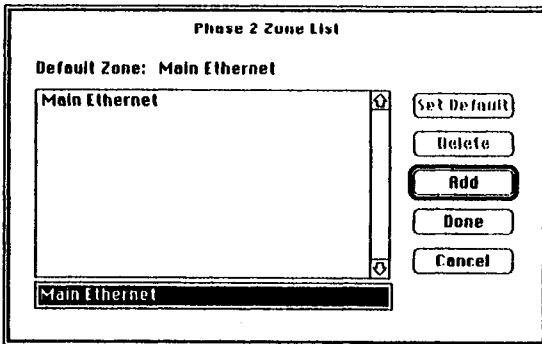 Phase 2 Zone List
Default Zone: Main Ethernet
Main Ethernet
Set Default
Delete
Add
Done
Cancel
Main Ethernet